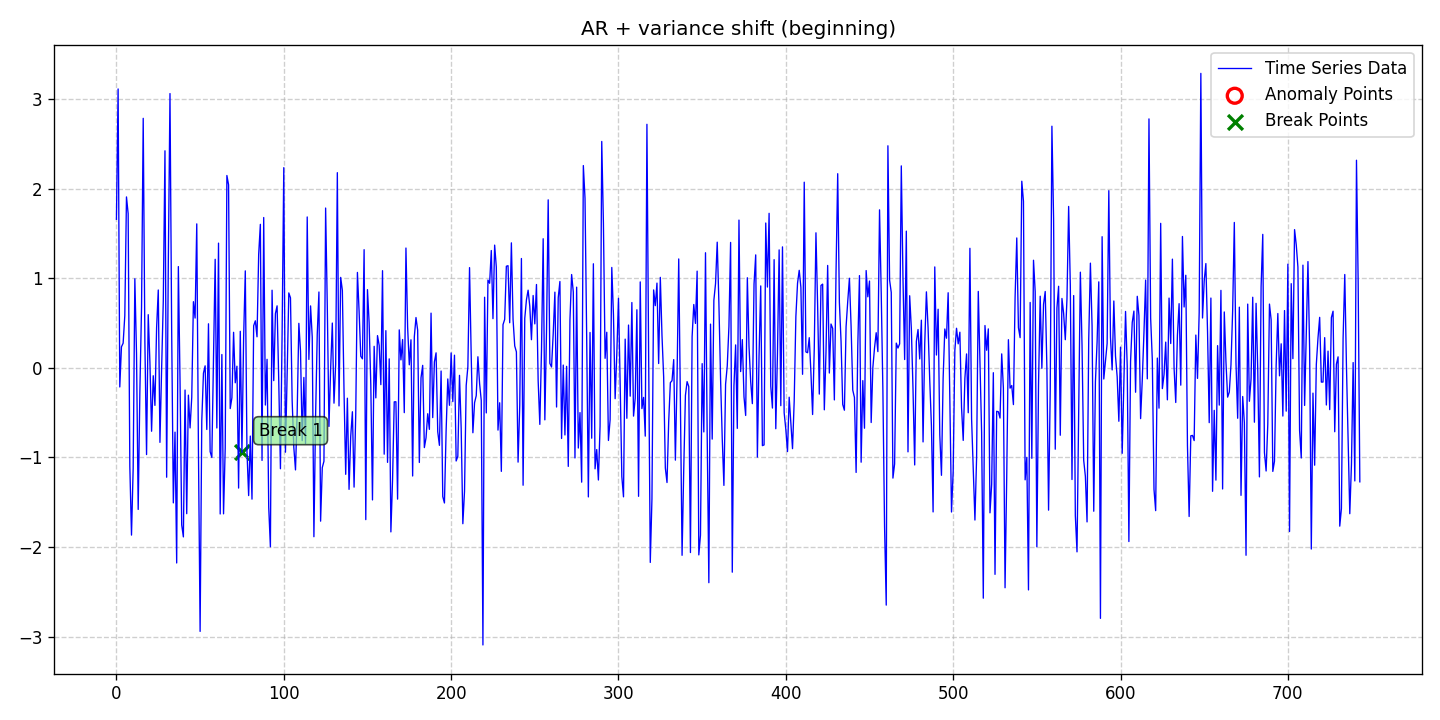 AR + variance shift (beginning)
Time Series Data
Anomaly Points
Break Points
Break 1
3
2
1
0
−1
−2
−3
0 100 200 300 400 500 600 700